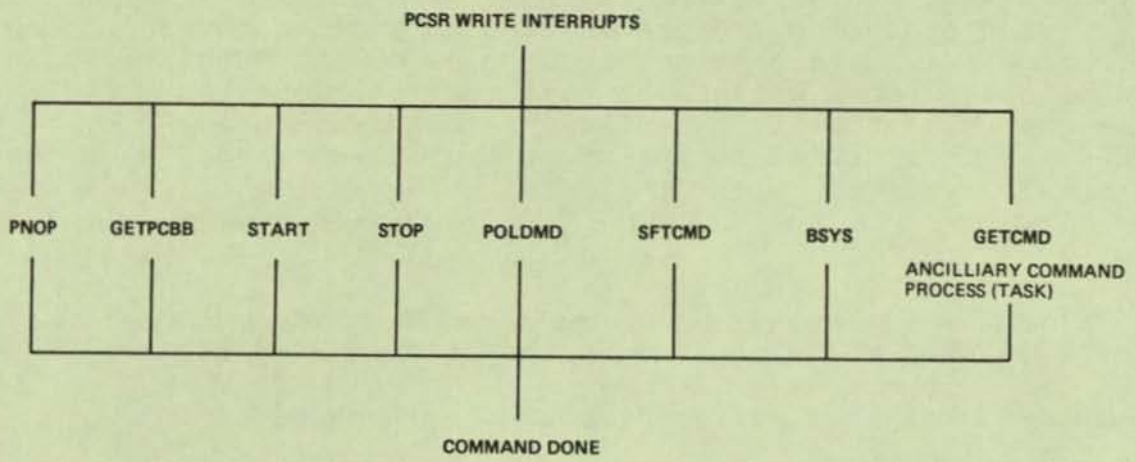 PCSR WRITE INTERRUPTS
PNOP GETPCBB START STOP POLDMD SFTCMD BSYS GETCMD
ANCILLIARY COMMAND
PROCESS (TASK)
COMMAND DONE